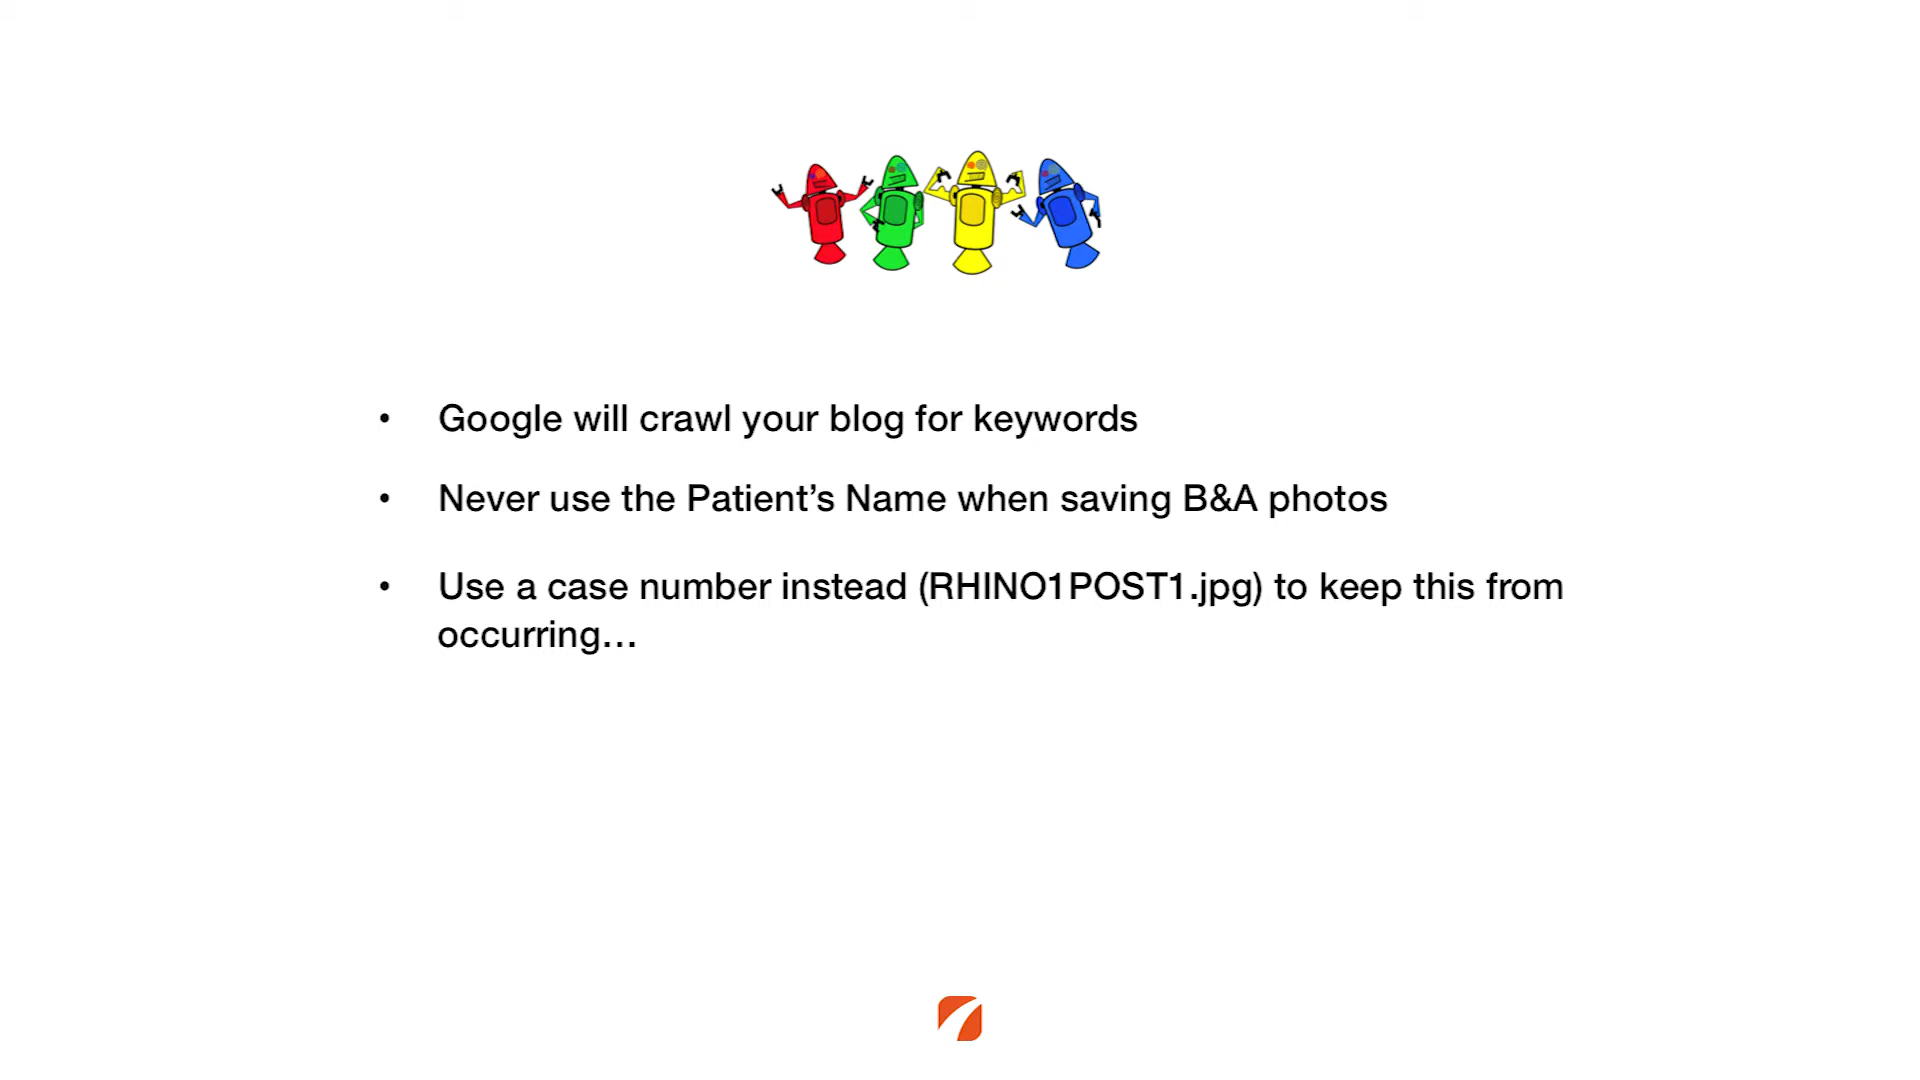 • Google will crawl your blog for keywords
• Never use the Patient’s Name when saving B&A photos
• Use a case number instead (RHINO1POST1.jpg) to keep this from
occurring…